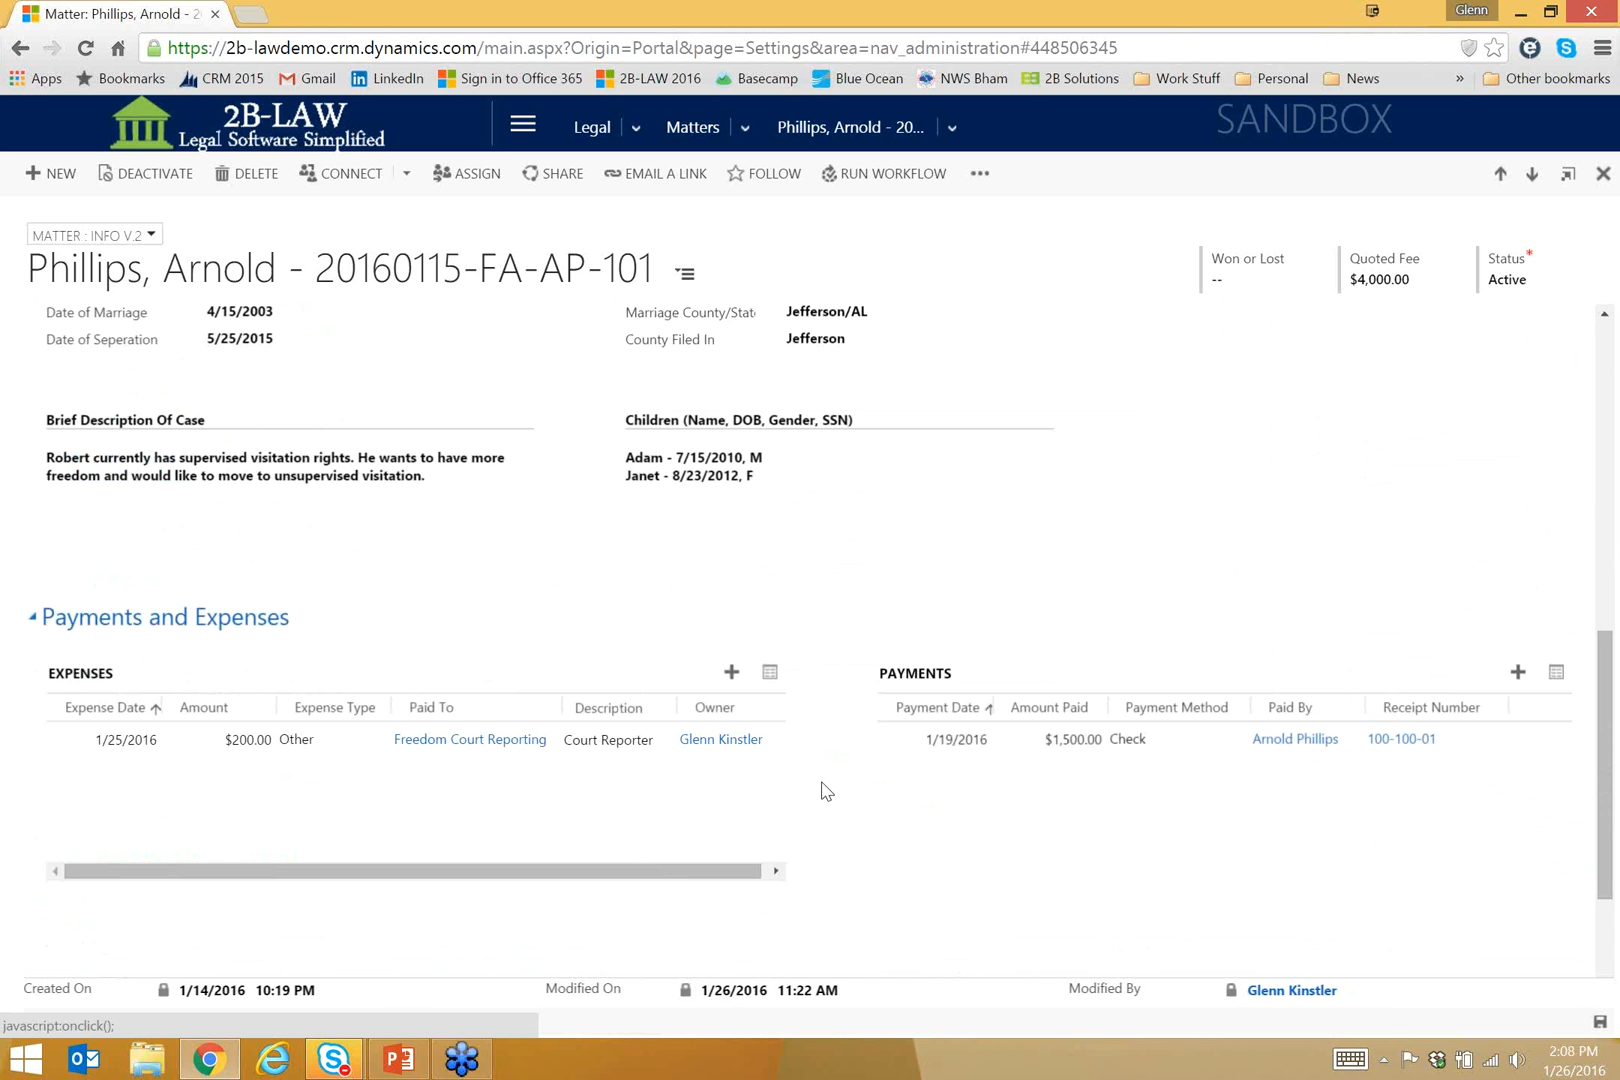 Matter: Phillips, Arnold - 2
Glenn
https://2b-lawdemo.crm.dynamics.com/main.aspx?Origin=Portal&page=Settings&area=nav_administration#448506345
Apps Bookmarks CRM 2015 Gmail LinkedIn Sign in to Office 365 2B-LAW 2016 Basecamp Blue Ocean NWS Bham 2B Solutions Work Stuff Personal News » Other bookmarks
2B-LAW
Legal Software Simplified
Legal Matters Phillips, Arnold - 20...
SANDBOX
NEW DEACTIVATE DELETE CONNECT ASSIGN SHARE EMAIL A LINK FOLLOW RUN WORKFLOW •••
MATTER : INFO V.2
Phillips, Arnold - 20160115-FA-AP-101
Won or Lost Quoted Fee Status*
-- $4,000.00 Active
Date of Marriage 4/15/2003 Marriage County/Stat Jefferson/AL
Date of Seperation 5/25/2015 County Filed In Jefferson
Brief Description Of Case Children (Name, DOB, Gender, SSN)
Robert currently has supervised visitation rights. He wants to have more Adam - 7/15/2010, M
freedom and would like to move to unsupervised visitation. Janet - 8/23/2012, F
Payments and Expenses
EXPENSES PAYMENTS
Expense Date Amount Expense Type Paid To Description Owner Payment Date Amount Paid Payment Method Paid By Receipt Number
1/25/2016 $200.00 Other Freedom Court Reporting Court Reporter Glenn Kinstler 1/19/2016 $1,500.00 Check Arnold Phillips 100-100-01
Created On 1/14/2016 10:19 PM Modified On 1/26/2016 11:22 AM Modified By Glenn Kinstler
javascript:onclick();
2:08 PM
1/26/2016